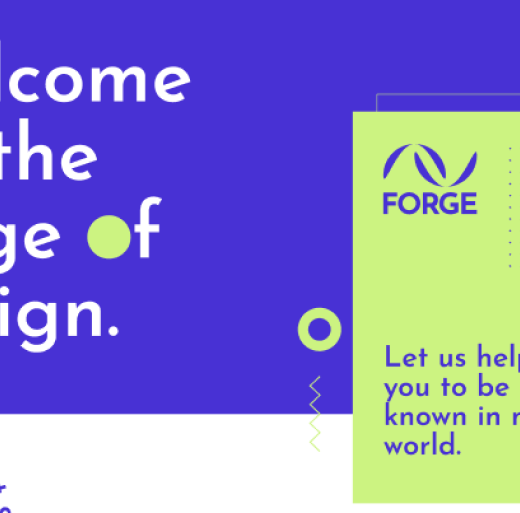 lcome
the
ge of
ign.
FORGE
Let us help
you to be
known in
world.